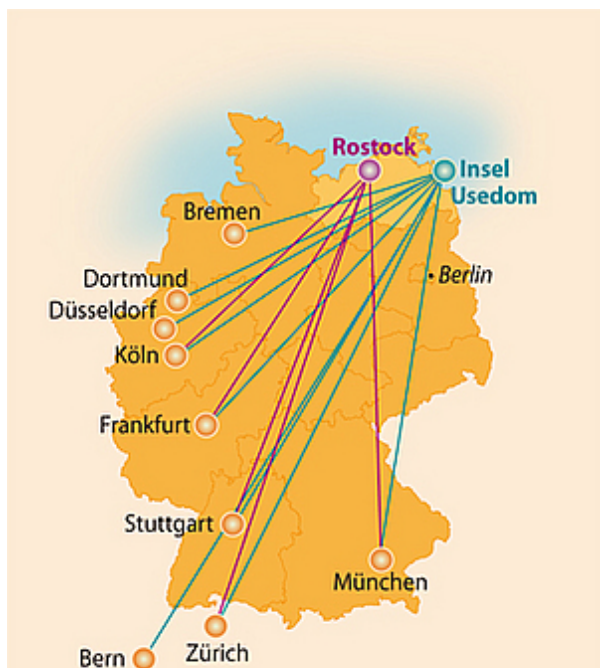 Rostock
Insel
Usedom
Bremen
Berlin
Dortmund
Düsseldorf
Köln
Frankfurt
Stuttgart
München
Zürich
Bern